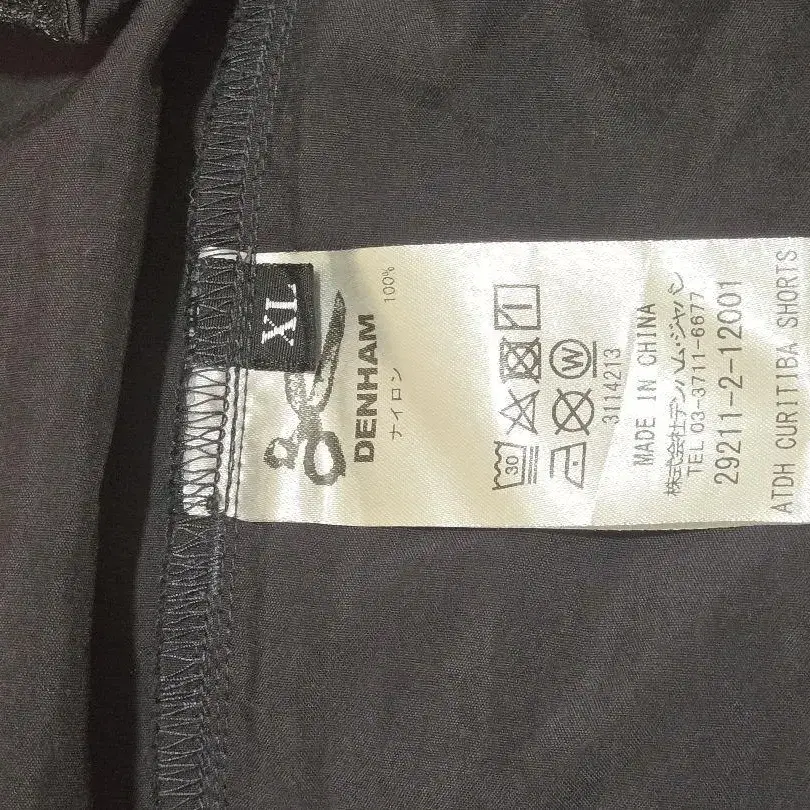 XL
DENHAM
ナイロン 100%
30
W
3114213
MADE IN CHINA
株式会社デンハム・ジャパン
TEL 03-3711-6677
29211-2-12001
ATDH CURITIBA SHORTS